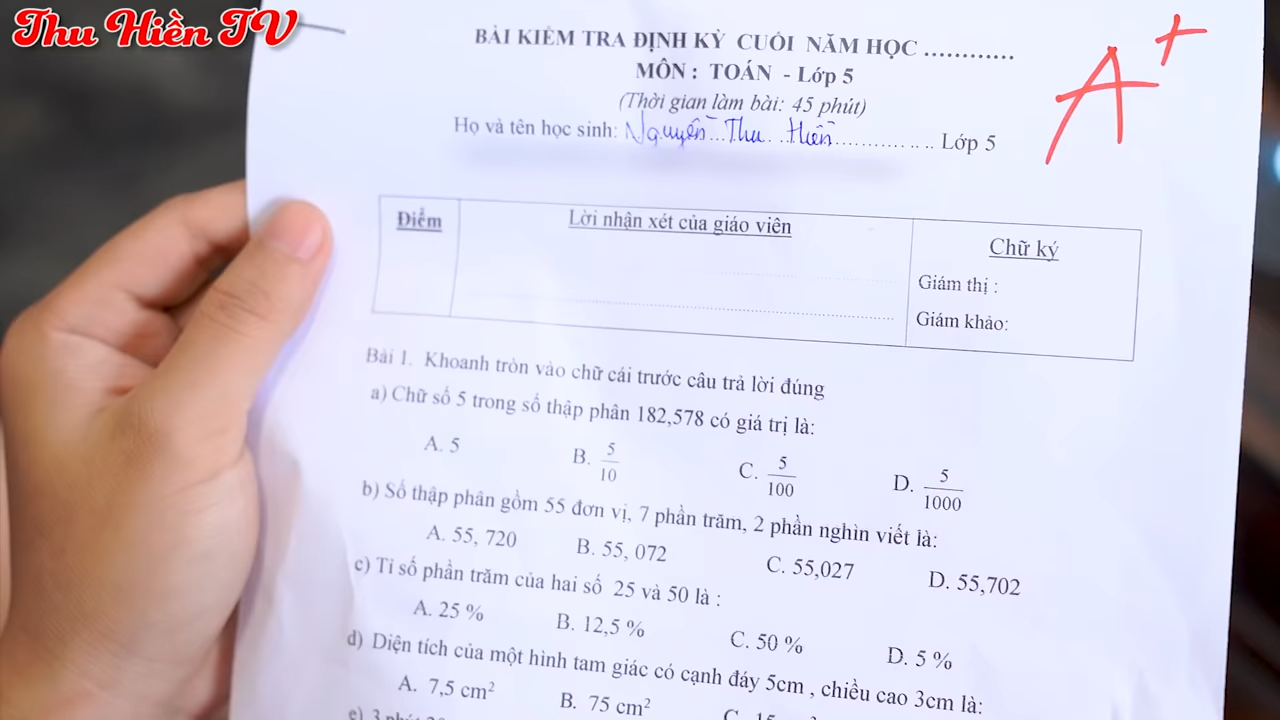 Thu Hiền TV
BÀI KIỂM TRA ĐỊNH KỲ CUỐI NĂM HỌC ............
MÔN : TOÁN - Lớp 5
(Thời gian làm bài: 45 phút)
A+
Họ và tên học sinh: Nguyễn Thu Hiền Lớp 5
Điểm
Lời nhận xét của giáo viên
Chữ ký
Giám thị :
Giám khảo:
Bài 1. Khoanh tròn vào chữ cái trước câu trả lời đúng
a) Chữ số 5 trong số thập phân 182,578 có giá trị là:
A. 5 B. 5/10 C. 5/100 D. 5/1000
b) Số thập phân gồm 55 đơn vị, 7 phần trăm, 2 phần nghìn viết là:
A. 55, 720 B. 55, 072 C. 55,027 D. 55,702
c) Tỉ số phần trăm của hai số 25 và 50 là :
A. 25 % B. 12,5 % C. 50 % D. 5 %
d) Diện tích của một hình tam giác có cạnh đáy 5cm , chiều cao 3cm là:
A. 7,5 cm² B. 75 cm² C. 15
e) 3 phút